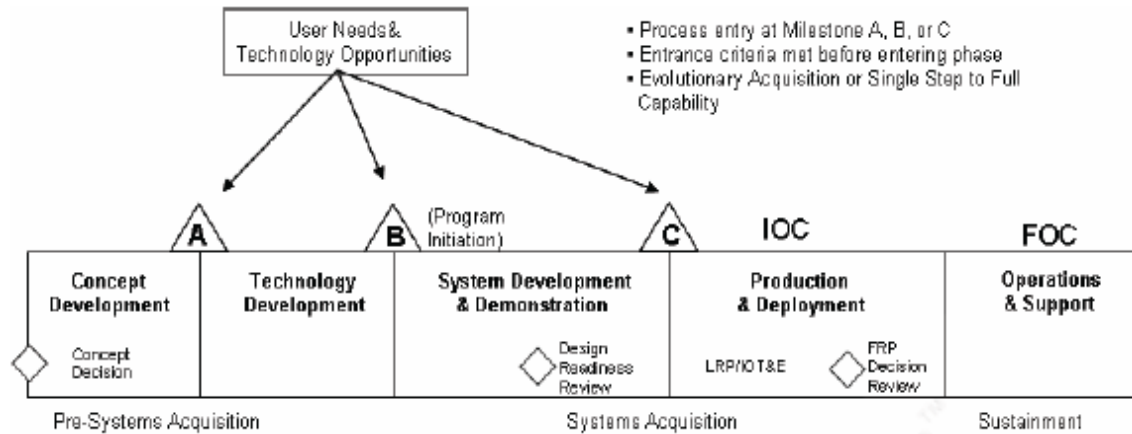 User Needs&
Technology Opportunities
▪ Process entry at Milestone A, B, or C
▪ Entrance criteria met before entering phase
▪ Evolutionary Acquisition or Single Step to Full
Capability
A
B
(Program
Initiation)
C
IOC
FOC
Concept
Development
Technology
Development
System Development
& Demonstration
Production
& Deployment
Operations
& Support
Concept
Decision
Design
Readiness
Review
LRP/IOT&E
FRP
Decision
Review
Pre-Systems Acquisition
Systems Acquisition
Sustainment